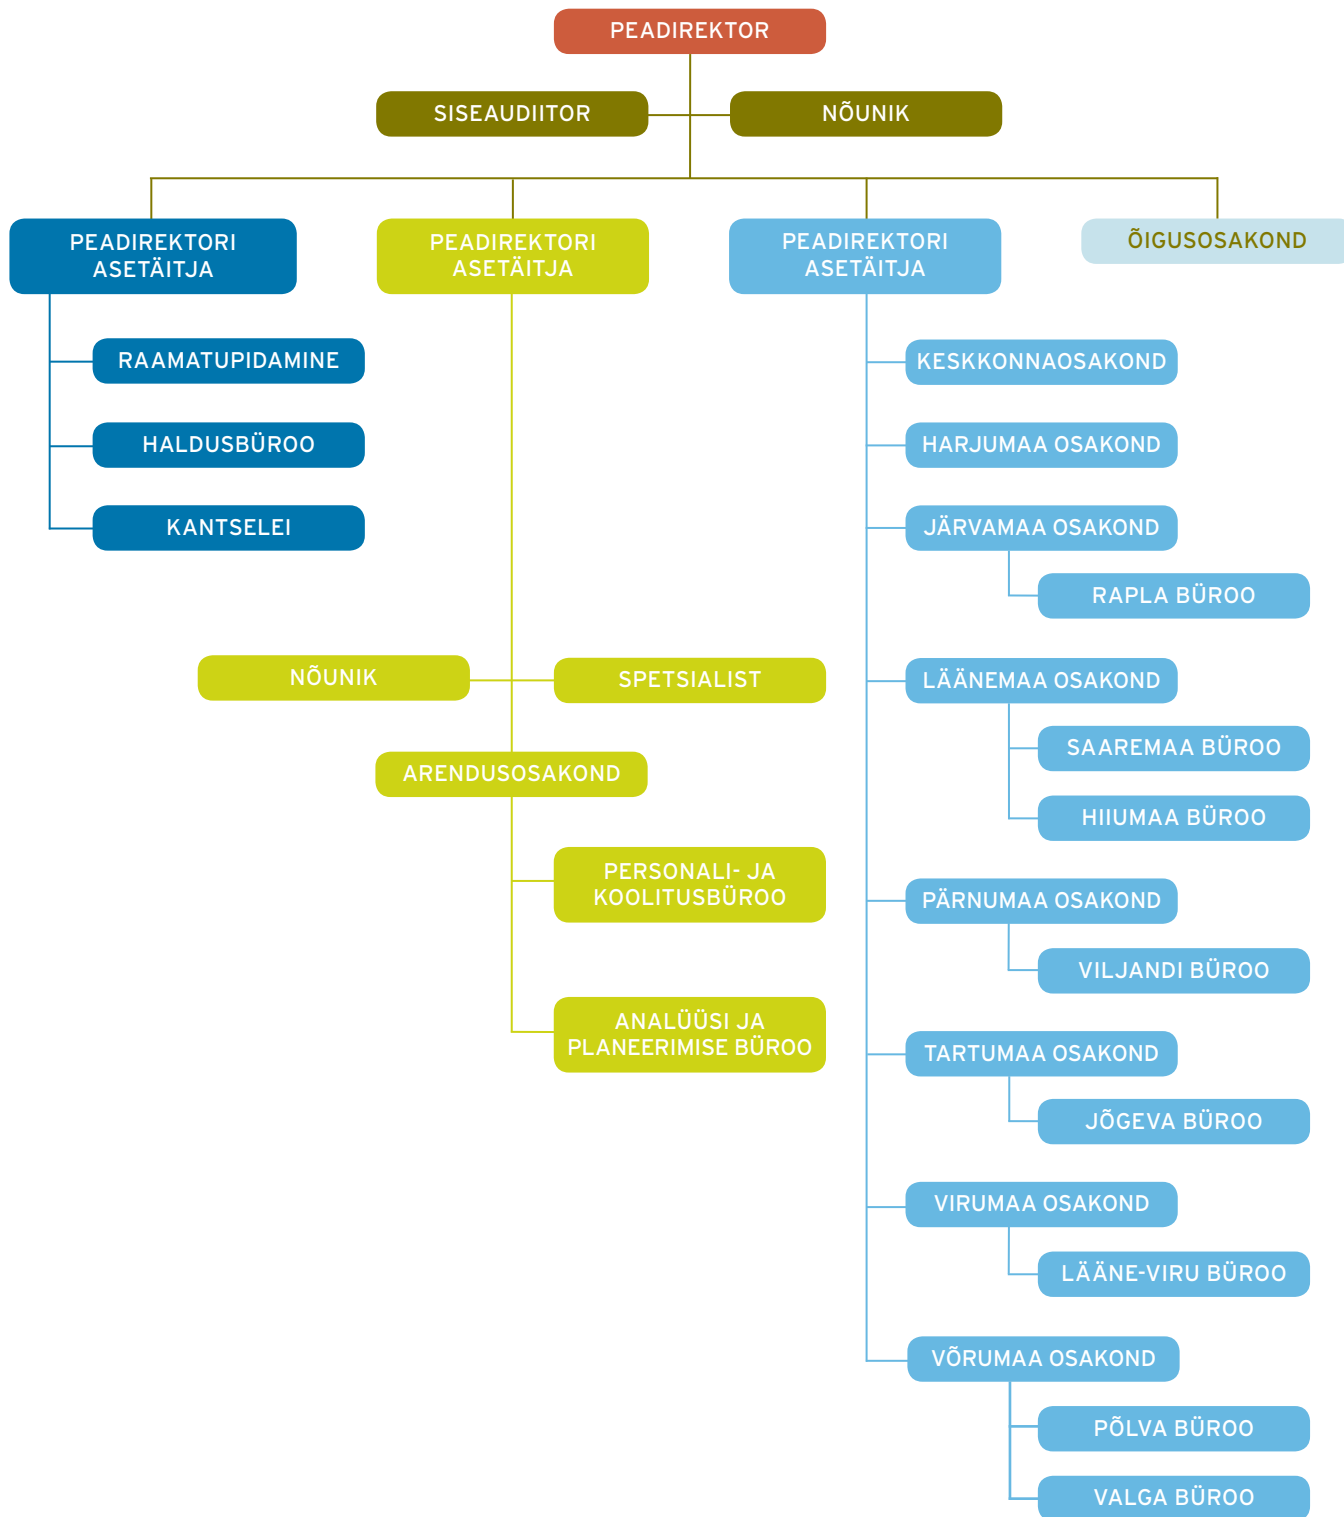 PEADIREKTOR
SISEAUDIITOR
NÕUNIK
PEADIREKTORI
ASETÄITJA
PEADIREKTORI
ASETÄITJA
PEADIREKTORI
ASETÄITJA
ÕIGUSOSAKOND
RAAMATUPIDAMINE
HALDUSBÜROO
KANTSELEI
NÕUNIK
SPETSIALIST
ARENDUSOSAKOND
PERSONALI- JA
KOOLITUSBÜROO
ANALÜÜSI JA
PLANEERIMISE BÜROO
KESKKONNAOSAKOND
HARJUMAA OSAKOND
JÄRVAMAA OSAKOND
RAPLA BÜROO
LÄÄNEMAA OSAKOND
SAAREMAA BÜROO
HIIUMAA BÜROO
PÄRNUMAA OSAKOND
VILJANDI BÜROO
TARTUMAA OSAKOND
JÕGEVA BÜROO
VIRUMAA OSAKOND
LÄÄNE-VIRU BÜROO
VÕRUMAA OSAKOND
PÕLVA BÜROO
VALGA BÜROO